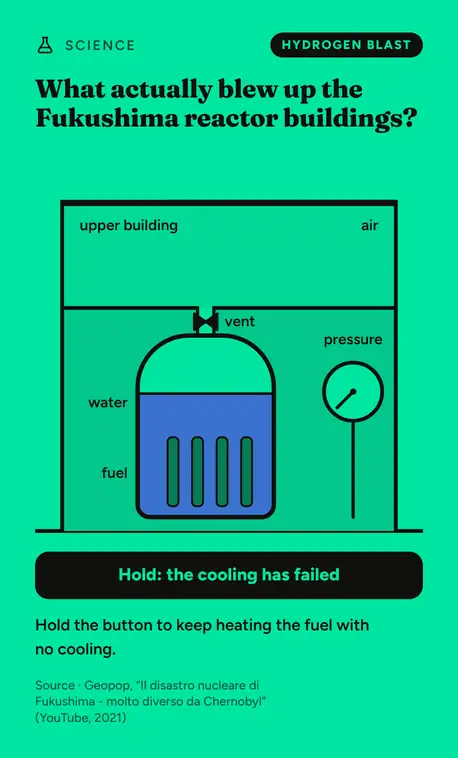 SCIENCE
HYDROGEN BLAST
What actually blew up the
Fukushima reactor buildings?
upper building
air
vent
pressure
water
fuel
Hold: the cooling has failed
Hold the button to keep heating the fuel with
no cooling.
Source · Geopop, "Il disastro nucleare di
Fukushima - molto diverso da Chernobyl"
(YouTube, 2021)